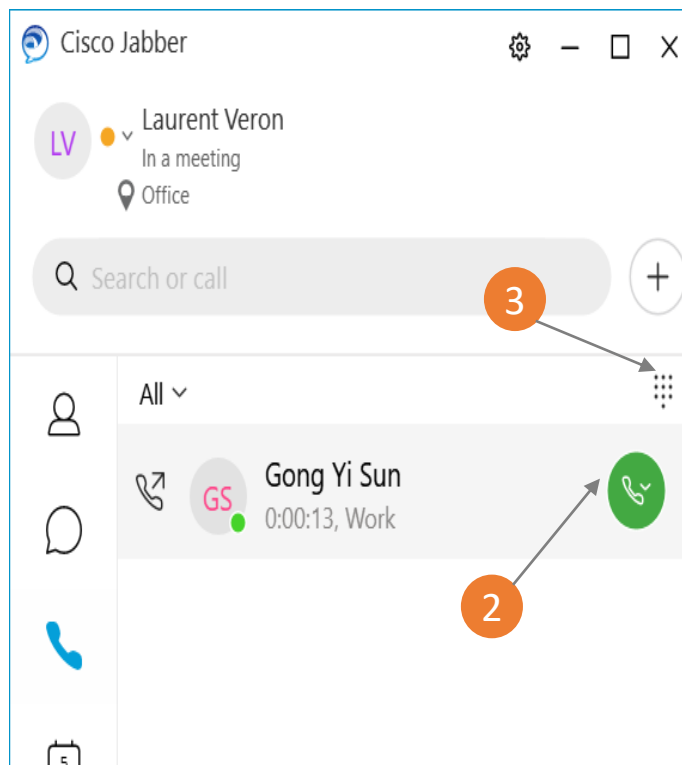 Cisco Jabber
LV
Laurent Veron
In a meeting
Office
Search or call
3
All
GS
Gong Yi Sun
0:00:13, Work
2
5